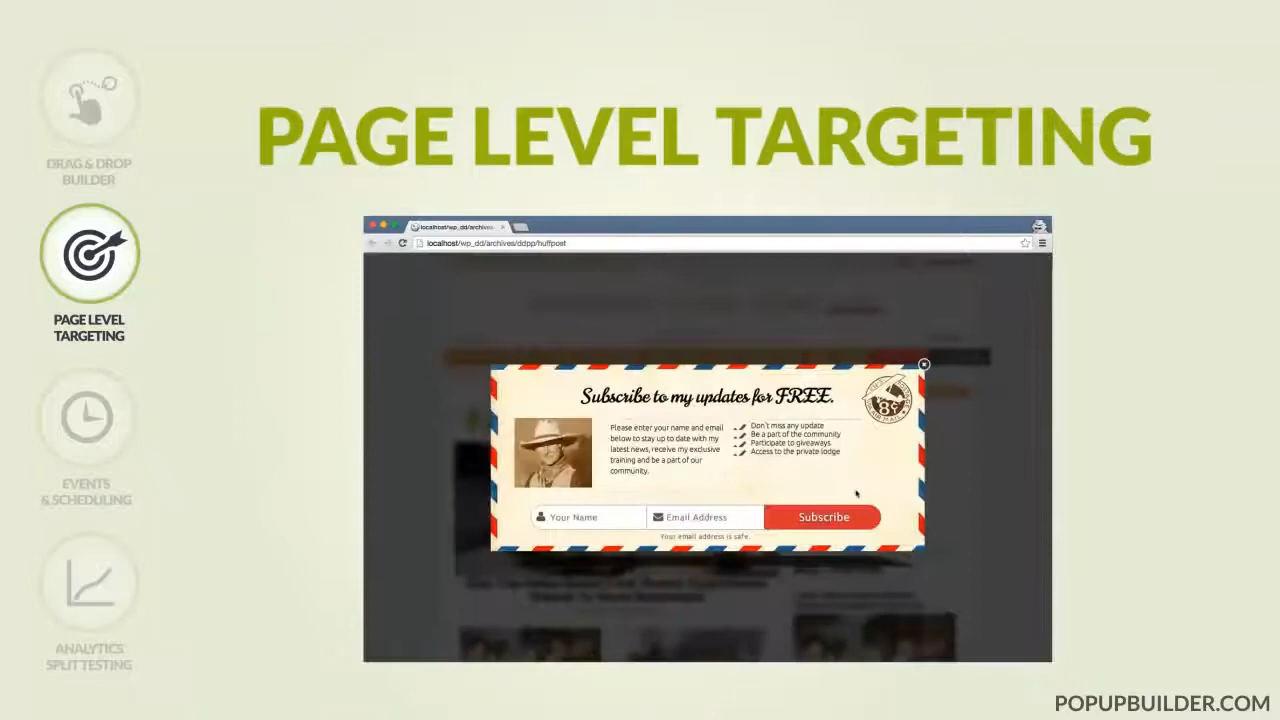 PAGE LEVEL TARGETING
DRAG & DROP
BUILDER
PAGE LEVEL
TARGETING
EVENTS
& SCHEDULING
ANALYTICS
SPLIT TESTING
localhost/wp_dd/archives
localhost/wp_dd/archives/ddpp/huffpost
Subscribe to my updates for FREE.
8¢
Please enter your name and email
below to stay up to date with my
latest news, receive my exclusive
training and be a part of our
community.
Don't miss any update
Be a part of the community
Participate to giveaways
Access to the private lodge
Your Name
Email Address
Subscribe
Your email address is safe.
POPUPBUILDER.COM